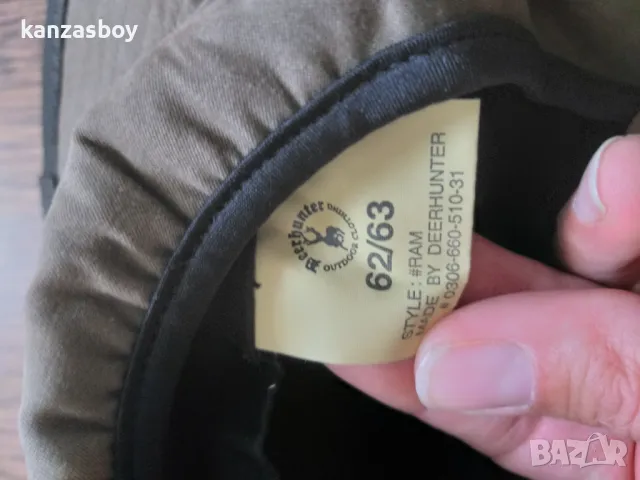 kanzasboy
Deerhunter
OUTDOOR CLOTHING
62/63
STYLE: #RAM
MADE BY DEERHUNTER
# 0306-660-510-31
BAZAR